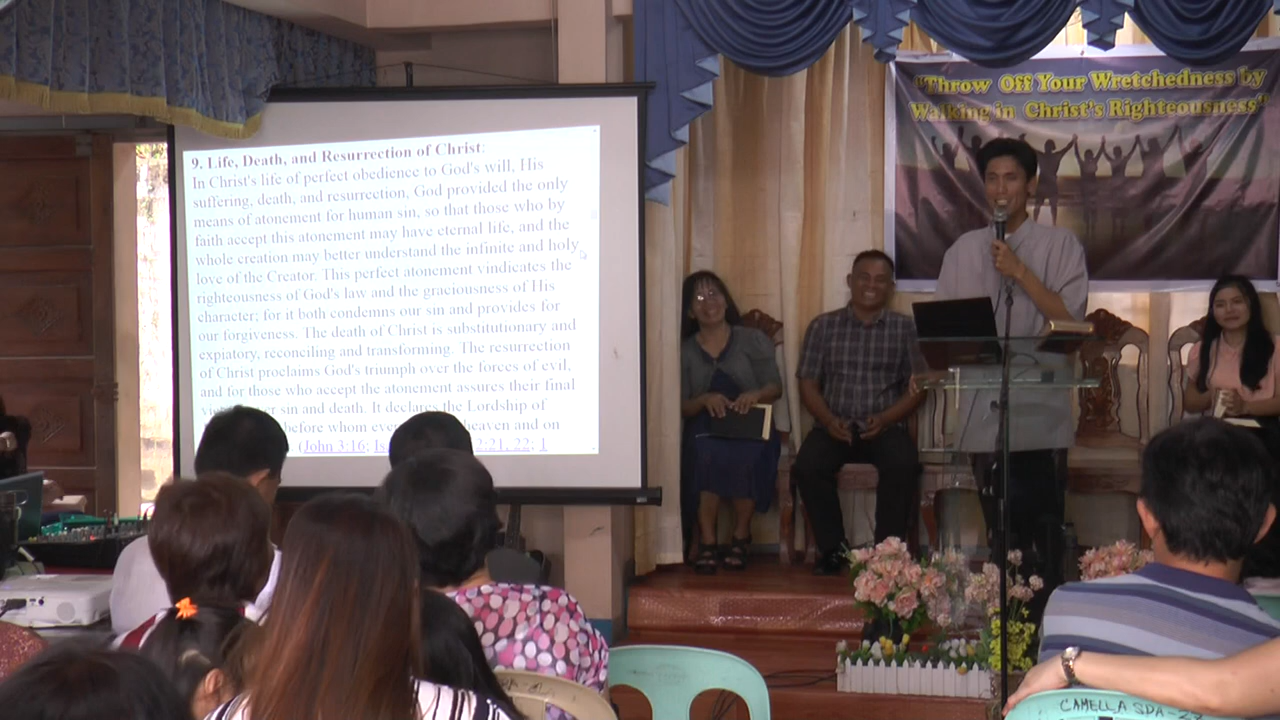 9. Life, Death, and Resurrection of Christ:
In Christ's life of perfect obedience to God's will, His
suffering, death, and resurrection, God provided the only
means of atonement for human sin, so that those who by
faith accept this atonement may have eternal life, and the
whole creation may better understand the infinite and holy
love of the Creator. This perfect atonement vindicates the
righteousness of God's law and the graciousness of His
character; for it both condemns our sin and provides for
our forgiveness. The death of Christ is substitutionary and
expiatory, reconciling and transforming. The resurrection
of Christ proclaims God's triumph over the forces of evil,
and for those who accept the atonement assures their final
sin and death. It declares the Lordship of
before whom heaven and on
(John 3:16; 2:21, 22; 1
"Throw Off Your Wretchedness by
Walking in Christ's Righteousness"
CAMELLA SDA